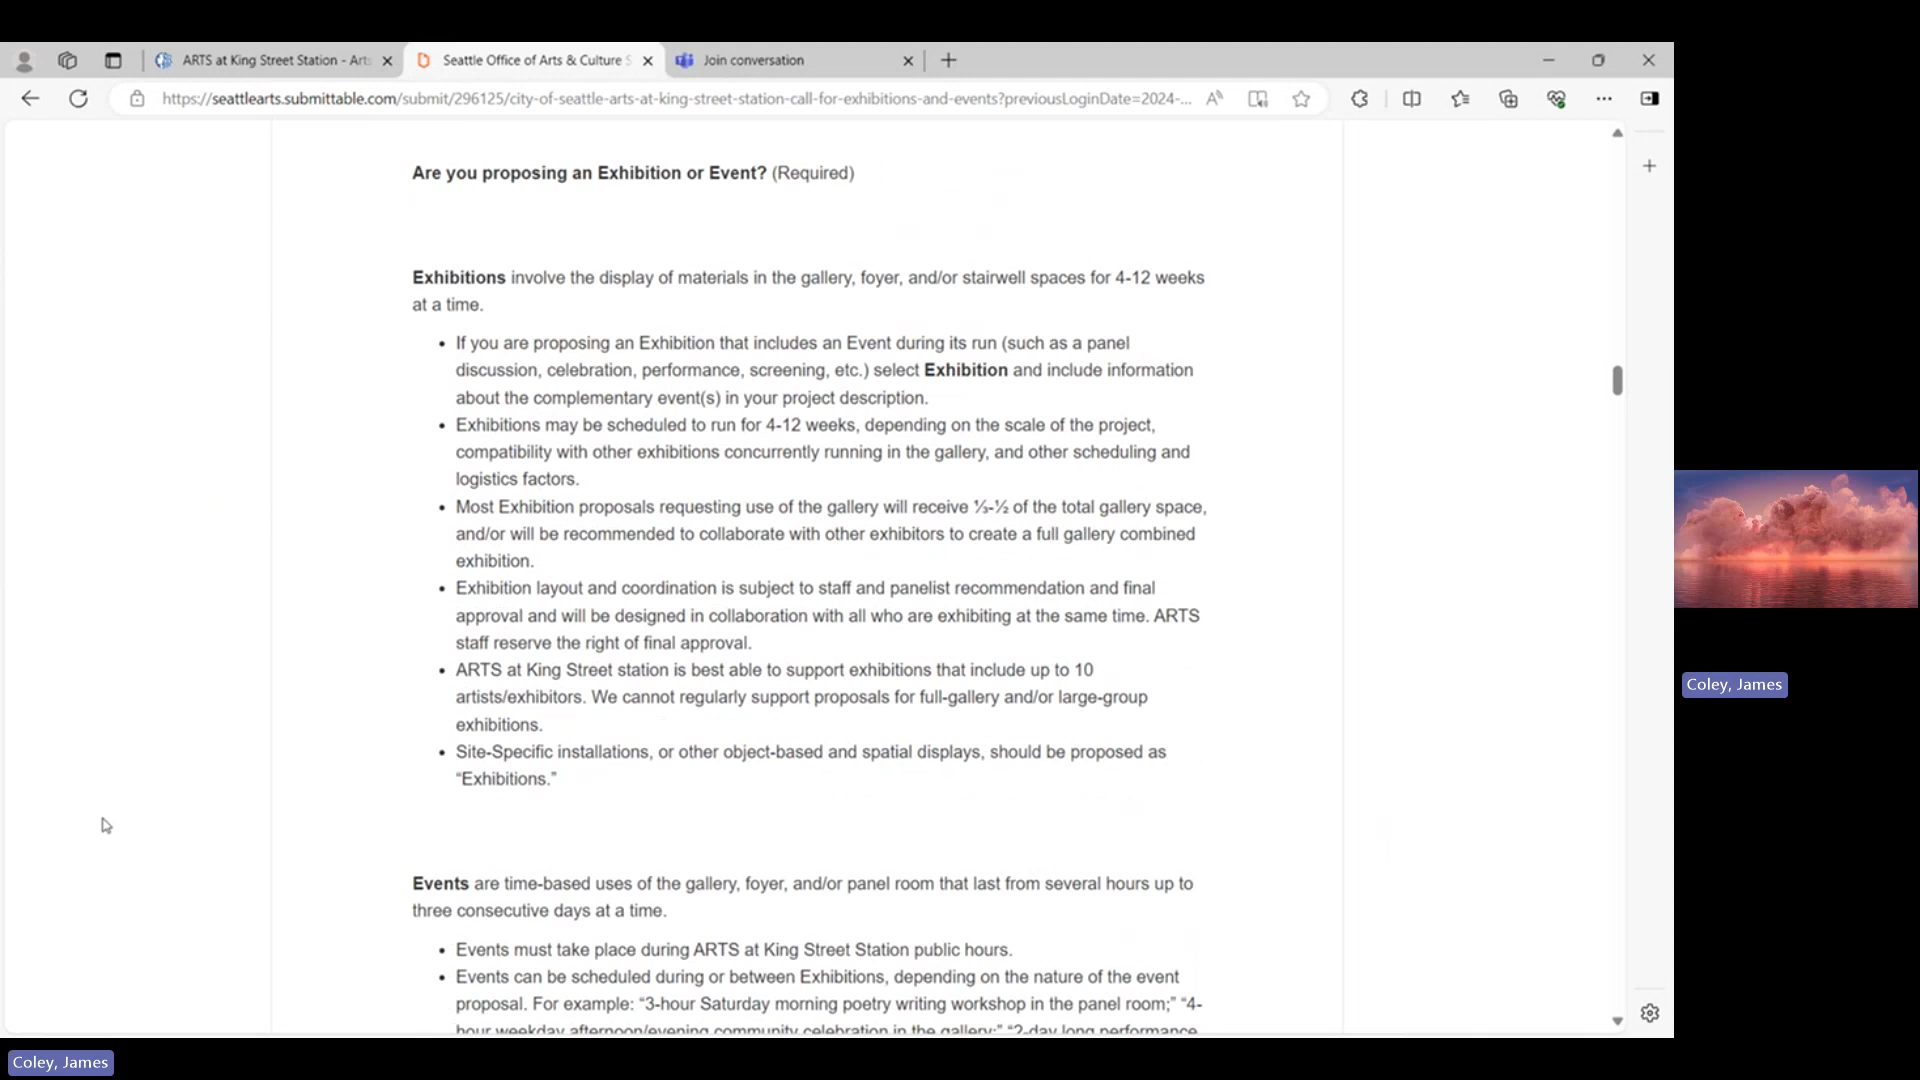 ARTS at King Street Station - Arts
Seattle Office of Arts & Culture S
Join conversation
https://seattlearts.submittable.com/submit/296125/city-of-seattle-arts-at-king-street-station-call-for-exhibitions-and-events?previousLoginDate=2024-...
Are you proposing an Exhibition or Event? (Required)
Exhibitions involve the display of materials in the gallery, foyer, and/or stairwell spaces for 4-12 weeks
at a time.
• If you are proposing an Exhibition that includes an Event during its run (such as a panel
discussion, celebration, performance, screening, etc.) select Exhibition and include information
about the complementary event(s) in your project description.
• Exhibitions may be scheduled to run for 4-12 weeks, depending on the scale of the project,
compatibility with other exhibitions concurrently running in the gallery, and other scheduling and
logistics factors.
• Most Exhibition proposals requesting use of the gallery will receive ⅓-½ of the total gallery space,
and/or will be recommended to collaborate with other exhibitors to create a full gallery combined
exhibition.
• Exhibition layout and coordination is subject to staff and panelist recommendation and final
approval and will be designed in collaboration with all who are exhibiting at the same time. ARTS
staff reserve the right of final approval.
• ARTS at King Street station is best able to support exhibitions that include up to 10
artists/exhibitors. We cannot regularly support proposals for full-gallery and/or large-group
exhibitions.
• Site-Specific installations, or other object-based and spatial displays, should be proposed as
“Exhibitions.”
Events are time-based uses of the gallery, foyer, and/or panel room that last from several hours up to
three consecutive days at a time.
• Events must take place during ARTS at King Street Station public hours.
• Events can be scheduled during or between Exhibitions, depending on the nature of the event
proposal. For example: “3-hour Saturday morning poetry writing workshop in the panel room;” “4-
hour weekday afternoon/evening community celebration in the gallery;” “2-day long performance
Coley, James
Coley, James